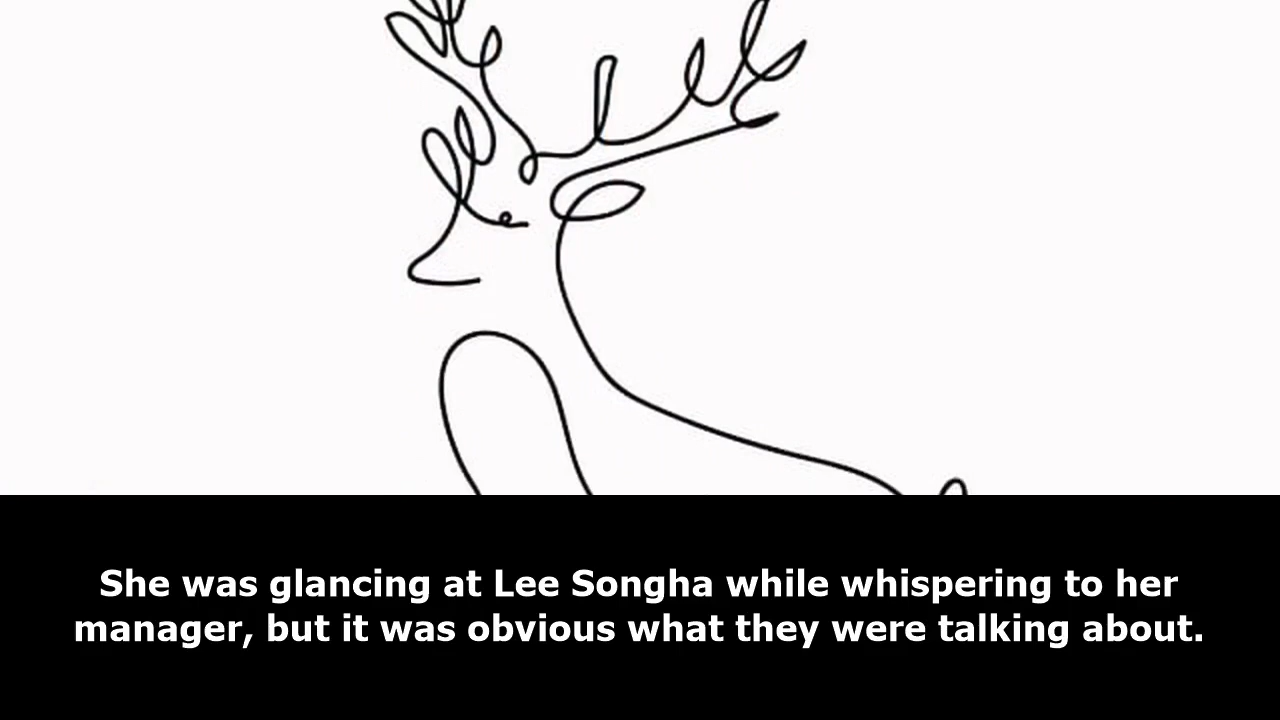 She was glancing at Lee Songha while whispering to her
manager, but it was obvious what they were talking about.